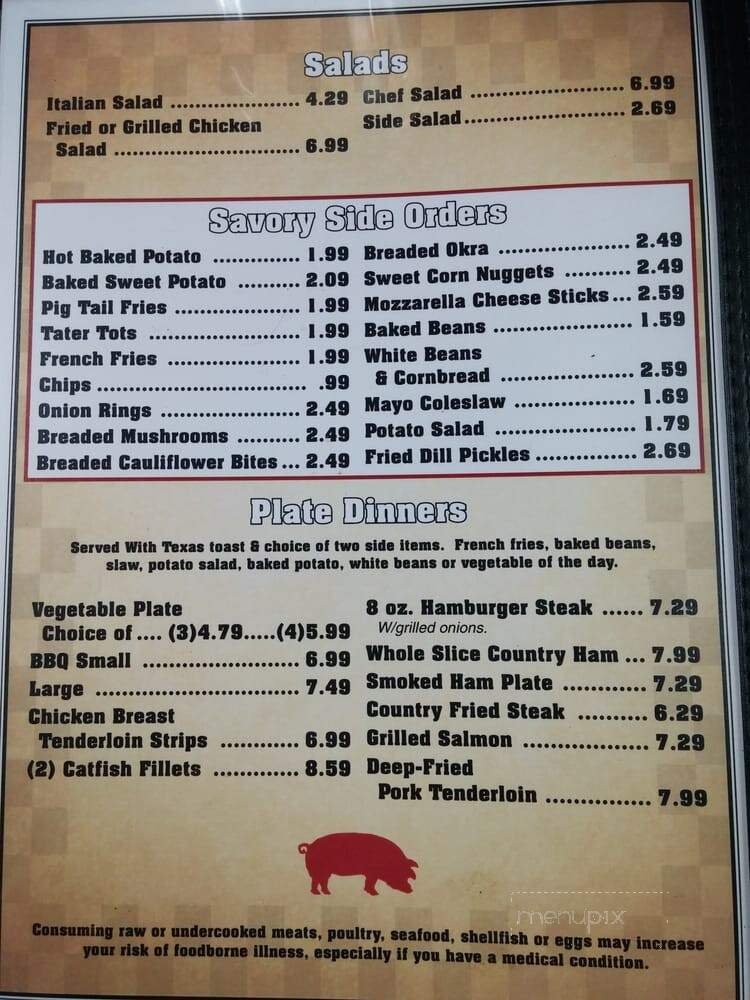 Salads
Italian Salad .................... 4.29
Fried or Grilled Chicken
Salad ............................. 6.99
Chef Salad ........................ 6.99
Side Salad......................... 2.69
Savory Side Orders
Hot Baked Potato .............. 1.99
Baked Sweet Potato .......... 2.09
Pig Tail Fries .................... 1.99
Tater Tots ........................ 1.99
French Fries ..................... 1.99
Chips ................................. .99
Onion Rings ...................... 2.49
Breaded Mushrooms .......... 2.49
Breaded Cauliflower Bites ... 2.49
Breaded Okra .................... 2.49
Sweet Corn Nuggets .......... 2.49
Mozzarella Cheese Sticks... 2.59
Baked Beans ...................... 1.59
White Beans
& Cornbread ..................... 2.59
Mayo Coleslaw ................... 1.69
Potato Salad ...................... 1.79
Fried Dill Pickles ................ 2.69
Plate Dinners
Served With Texas toast & choice of two side items. French fries, baked beans,
slaw, potato salad, baked potato, white beans or vegetable of the day.
Vegetable Plate
Choice of .... (3)4.79.....(4)5.99
BBQ Small ......................... 6.99
Large ................................ 7.49
Chicken Breast
Tenderloin Strips ............ 6.99
(2) Catfish Fillets ............. 8.59
8 oz. Hamburger Steak ...... 7.29
W/grilled onions.
Whole Slice Country Ham ... 7.99
Smoked Ham Plate ............ 7.29
Country Fried Steak .......... 6.29
Grilled Salmon ................... 7.29
Deep-Fried
Pork Tenderloin ................ 7.99
menupix
Consuming raw or undercooked meats, poultry, seafood, shellfish or eggs may increase
your risk of foodborne illness, especially if you have a medical condition.